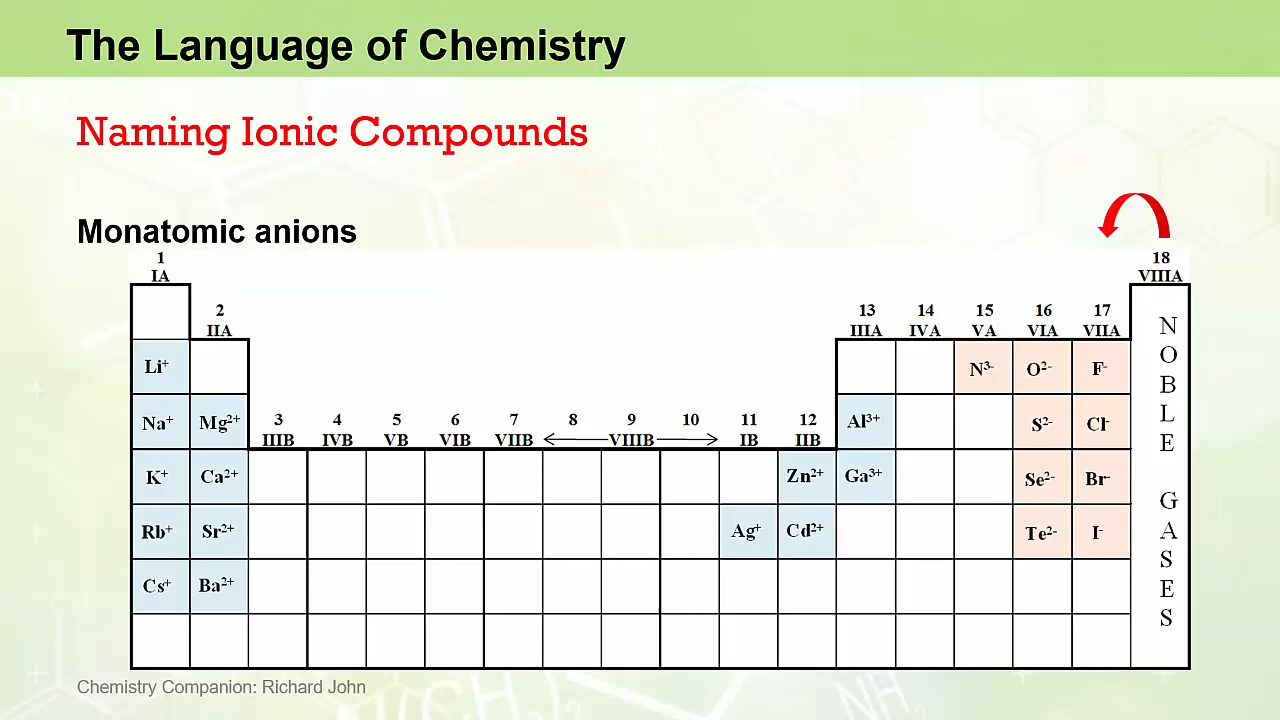 The Language of Chemistry
Naming Ionic Compounds
Monatomic anions
1 18
IA VIIIA
2 13 14 15 16 17
IIA IIIA IVA VA VIA VIIA
Li⁺ N³⁻ O²⁻ F⁻
3 4 5 6 7 8 9 10 11 12
IIIB IVB VB VIB VIIB VIIIB IB IIB
Na⁺ Mg²⁺ Al³⁺ S²⁻ Cl⁻
K⁺ Ca²⁺ Zn²⁺ Ga³⁺ Se²⁻ Br⁻
Rb⁺ Sr²⁺ Ag⁺ Cd²⁺ Te²⁻ I⁻
Cs⁺ Ba²⁺
NOBLE GASES
Chemistry Companion: Richard John